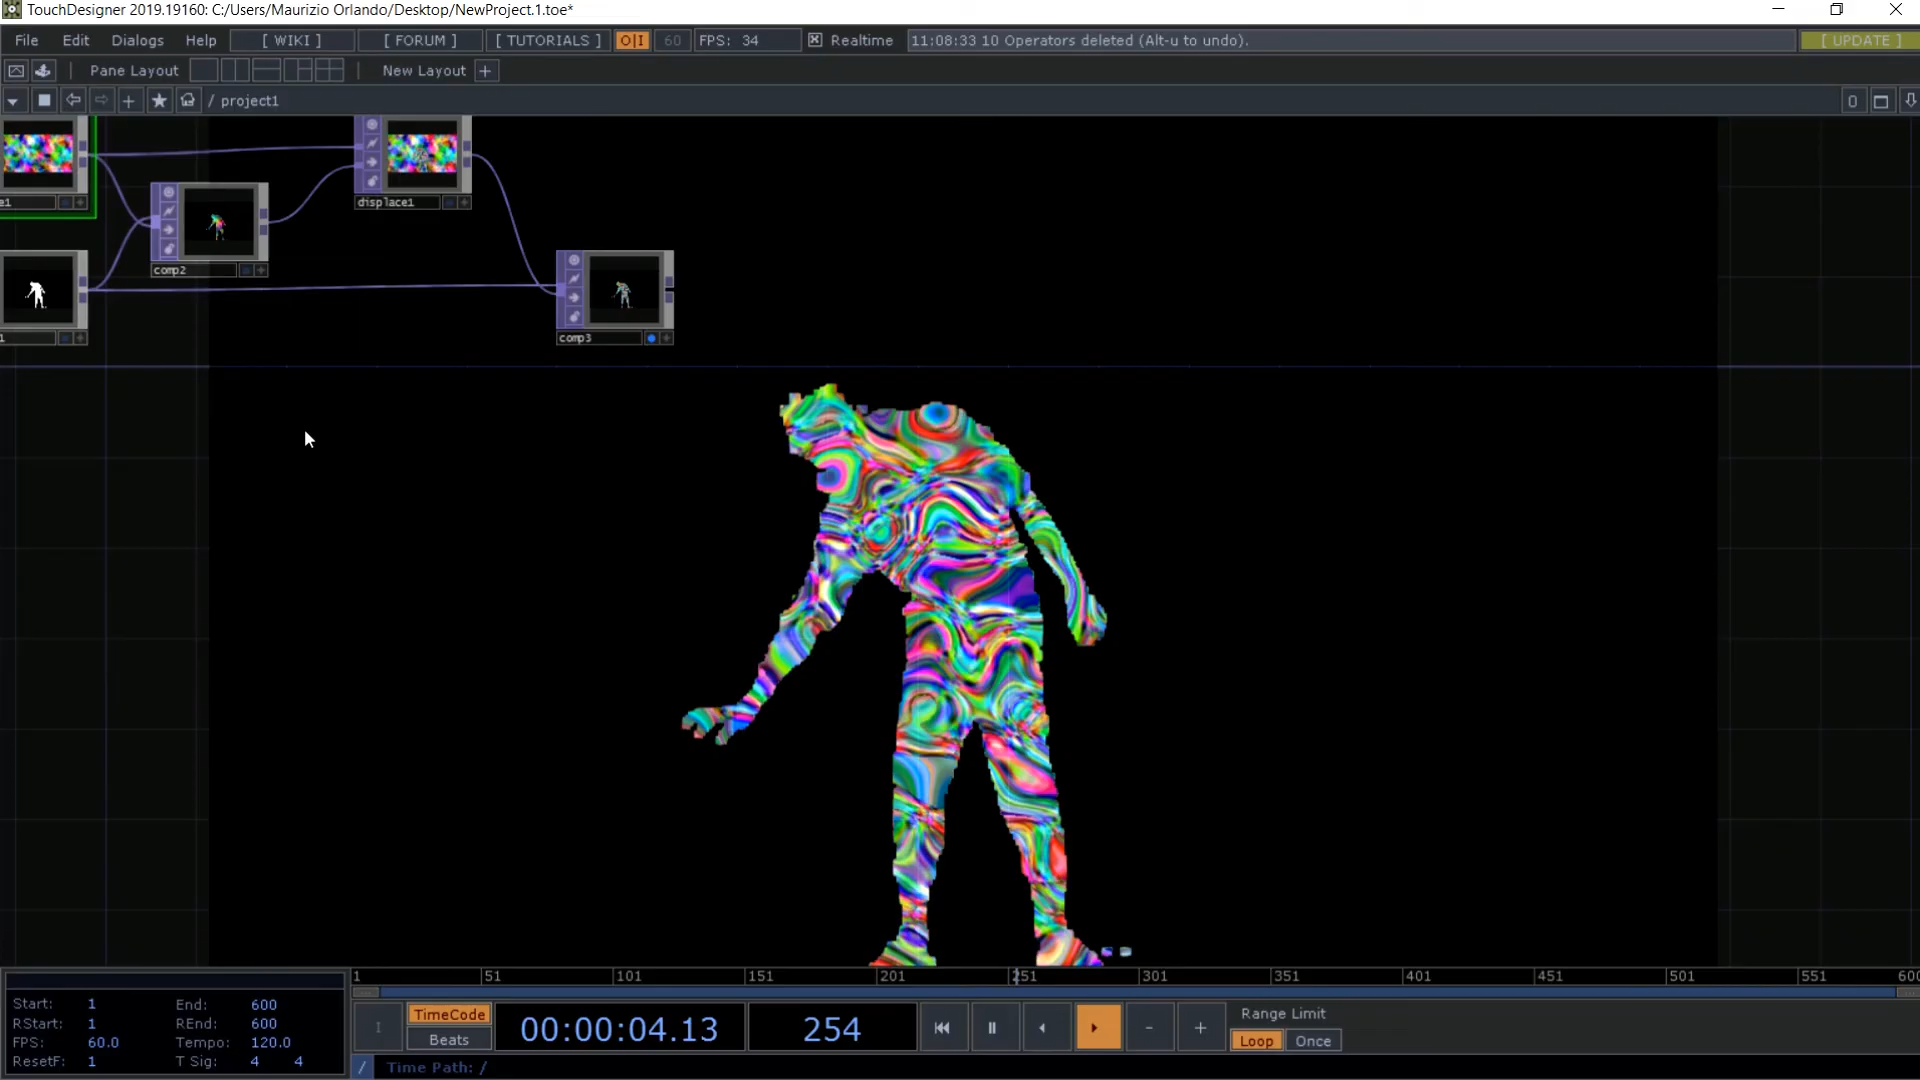 TouchDesigner 2019.19160: C:/Users/Maurizio Orlando/Desktop/NewProject.1.toe*
File Edit Dialogs Help [ WIKI ] [ FORUM ] [ TUTORIALS ] O|I 60 FPS: 34 Realtime 11:08:33 10 Operators deleted (Alt-u to undo). [ UPDATE ]
Pane Layout New Layout +
/ project1 0
e1
displace1
comp2
1
comp3
1 51 101 151 201 251 301 351 401 451 501 551 600
Start: 1 End: 600
RStart: 1 REnd: 600
FPS: 60.0 Tempo: 120.0
ResetF: 1 T Sig: 4 4
I TimeCode
Beats
00:00:04.13 254 - +
Range Limit
Loop Once
/ Time Path: /